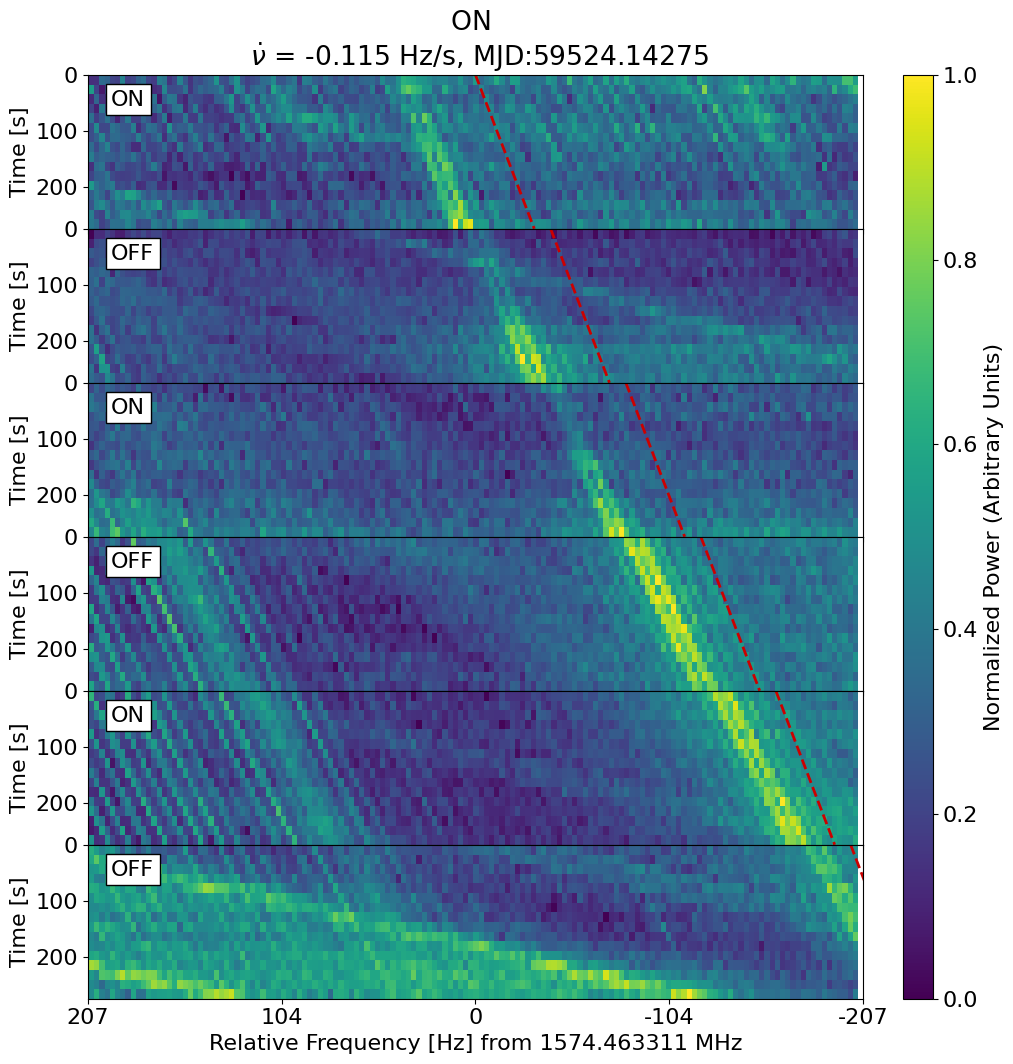 ON
ν̇ = -0.115 Hz/s, MJD:59524.14275
ON
0
100
200
Time [s]
OFF
0
100
200
Time [s]
ON
0
100
200
Time [s]
OFF
0
100
200
Time [s]
ON
0
100
200
Time [s]
OFF
0
100
200
Time [s]
207 104 0 -104 -207
Relative Frequency [Hz] from 1574.463311 MHz
1.0
0.8
0.6
0.4
0.2
0.0
Normalized Power (Arbitrary Units)